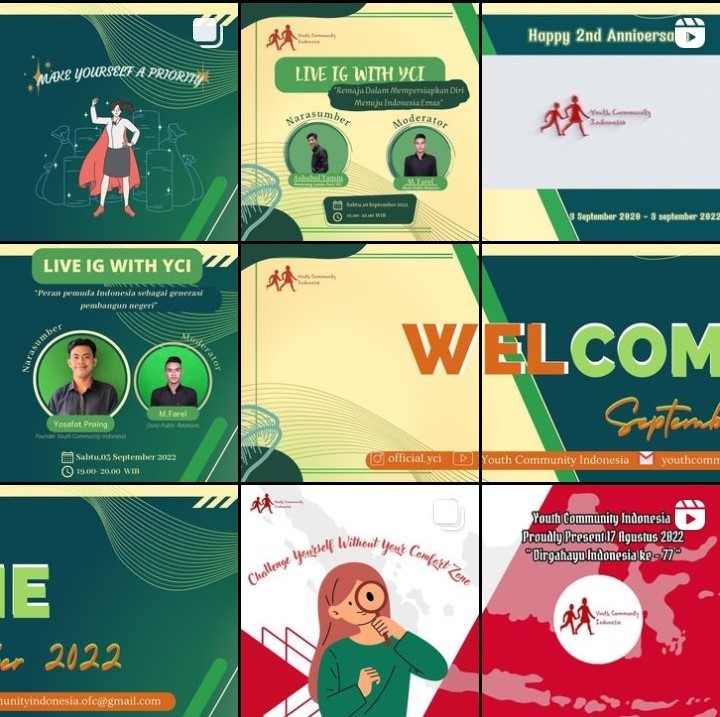 MAKE YOURSELF A PRIORITY
Youth Community
Indonesia
LIVE IG WITH YCI
"Remaja Dalam Mempersiapkan Diri
Menuju Indonesia Emas"
Narasumber
Moderator
Ashabul Yamin
M. Farel
Sabtu,10 September 2022
19.00- 20.00 WIB
Happy 2nd Anniversa
Youth Community
Indonesia
3 September 2020 - 3 september 2022
LIVE IG WITH YCI
"Peran pemuda Indonesia sebagai generasi
pembangun negeri"
Narasumber
Moderator
Yosafat Praing
Founder Youth Community Indonesia
M.Farel
Divisi Public Relations
Sabtu,03 September 2022
19.00- 20.00 WIB
Youth Community
Indonesia
W
official_yci
ELCOM
Septemb
Youth Community Indonesia
youthcomm
NE
er 2022
unityindonesia.ofc@gmail.com
Youth Community
Indonesia
Challenge Yourself Without Your Comfort Zone
Youth Community Indonesia
Proudly Present 17 Agustus 2022
"Dirgahayu Indonesia ke - 77"
Youth Community
Indonesia